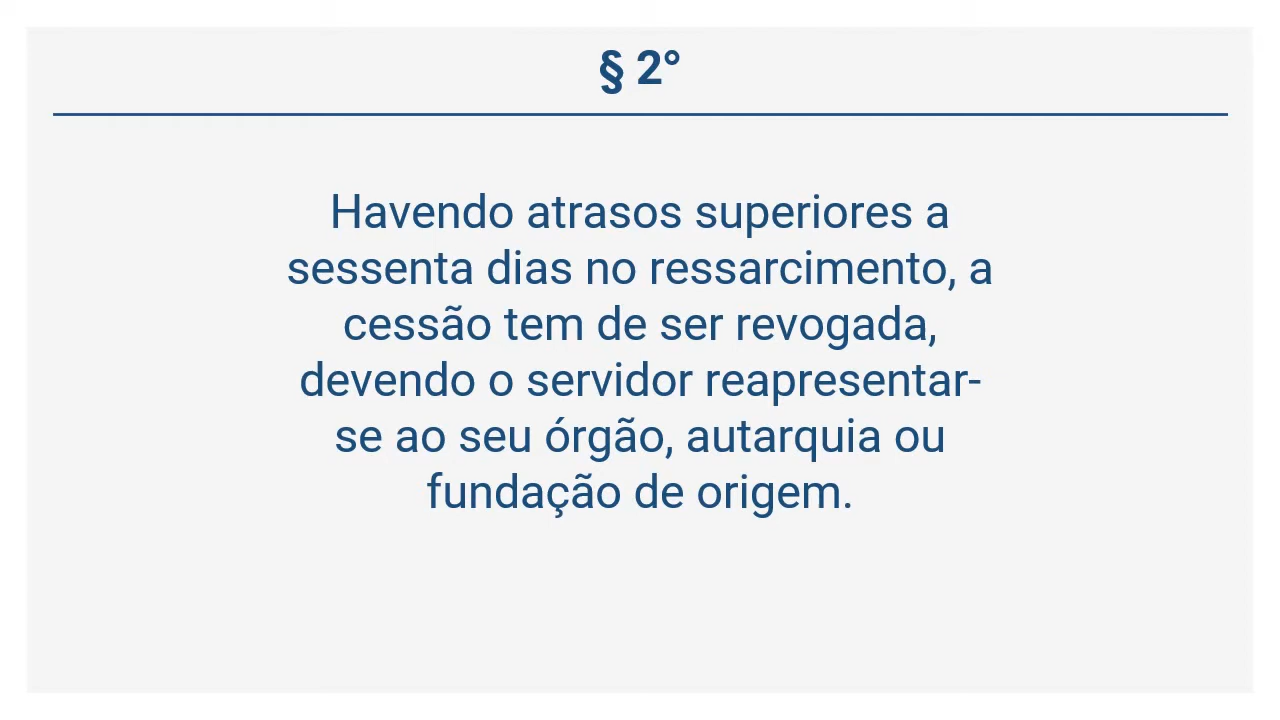 § 2°
Havendo atrasos superiores a
sessenta dias no ressarcimento, a
cessão tem de ser revogada,
devendo o servidor reapresentar-
se ao seu órgão, autarquia ou
fundação de origem.